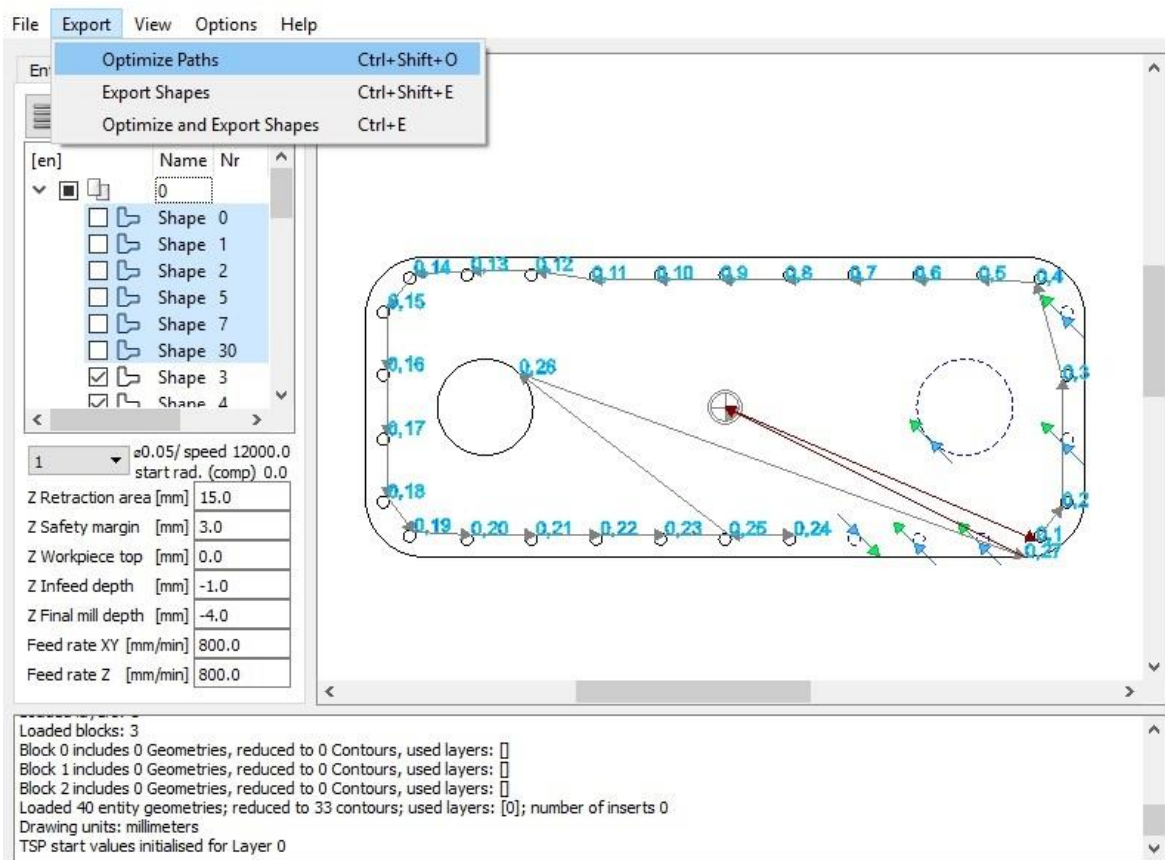 File Export View Options Help
Optimize Paths Ctrl+Shift+O
En
Export Shapes Ctrl+Shift+E
Optimize and Export Shapes Ctrl+E
[en] Name Nr
0
Shape 0
Shape 1
Shape 2
Shape 5
Shape 7
Shape 30
Shape 3
Shape 4
1
⌀0.05/ speed 12000.0
start rad. (comp) 0.0
Z Retraction area [mm] 15.0
Z Safety margin [mm] 3.0
Z Workpiece top [mm] 0.0
Z Infeed depth [mm] -1.0
Z Final mill depth [mm] -4.0
Feed rate XY [mm/min] 800.0
Feed rate Z [mm/min] 800.0
0,14 0,13 0,12 0,11 0,10 0,9 0,8 0,7 0,6 0,5 0,4
0,15
0,16 0,26 0,3
0,17
0,18 0,2
0,19 0,20 0,21 0,22 0,23 0,25 0,24 0,1
0,27
Loaded blocks: 3
Block 0 includes 0 Geometries, reduced to 0 Contours, used layers: []
Block 1 includes 0 Geometries, reduced to 0 Contours, used layers: []
Block 2 includes 0 Geometries, reduced to 0 Contours, used layers: []
Loaded 40 entity geometries; reduced to 33 contours; used layers: [0]; number of inserts 0
Drawing units: millimeters
TSP start values initialised for Layer 0